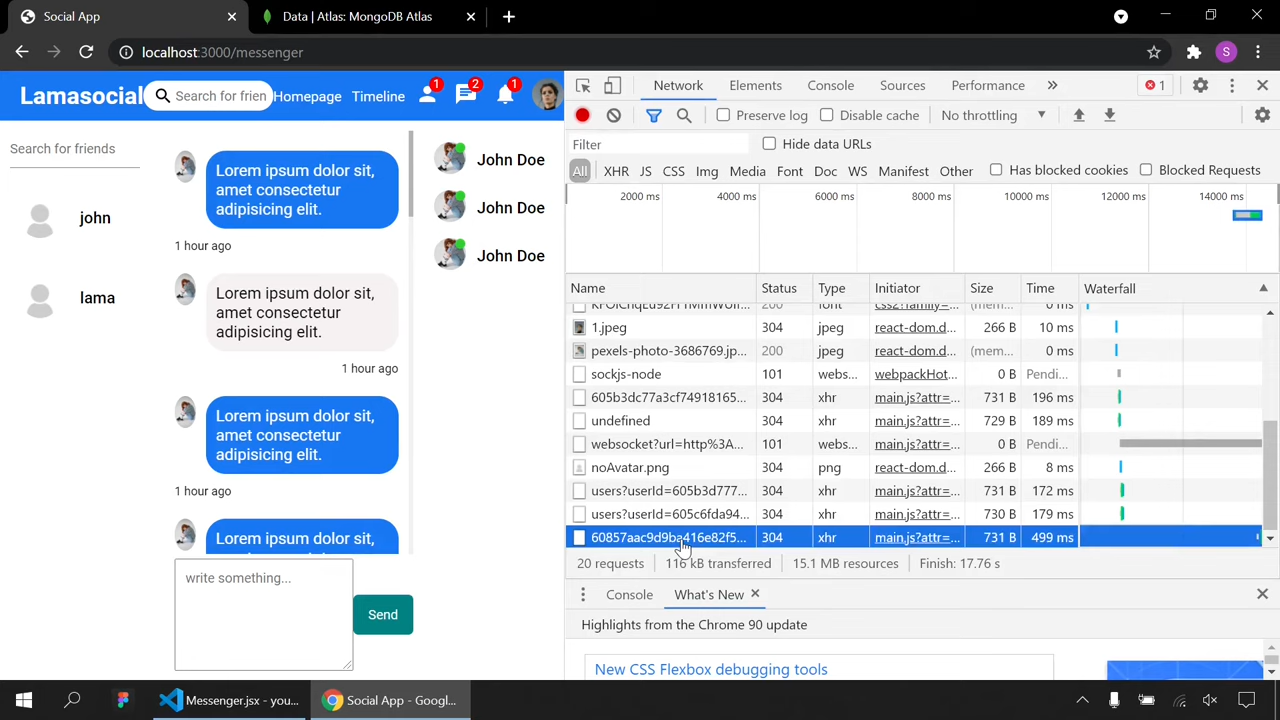 Social App
Data | Atlas: MongoDB Atlas
localhost:3000/messenger
S
Lamasocial
Search for frien
Homepage
Timeline
1
2
1
Search for friends
john
lama
Lorem ipsum dolor sit,
amet consectetur
adipisicing elit.
1 hour ago
Lorem ipsum dolor sit,
amet consectetur
adipisicing elit.
1 hour ago
Lorem ipsum dolor sit,
amet consectetur
adipisicing elit.
1 hour ago
Lorem ipsum dolor sit,
write something...
Send
John Doe
John Doe
John Doe
Network Elements Console Sources Performance » 1
Preserve log Disable cache No throttling
Filter Hide data URLs
All XHR JS CSS Img Media Font Doc WS Manifest Other Has blocked cookies Blocked Requests
2000 ms 4000 ms 6000 ms 8000 ms 10000 ms 12000 ms 14000 ms
Name Status Type Initiator Size Time Waterfall
200 font css2?family=... (mem... 0 ms
1.jpeg 304 jpeg react-dom.d... 266 B 10 ms
pexels-photo-3686769.jp... 200 jpeg react-dom.d... (mem... 0 ms
sockjs-node 101 webs... webpackHot... 0 B Pendi...
605b3dc77a3cf74918165... 304 xhr main.js?attr=... 731 B 196 ms
undefined 304 xhr main.js?attr=... 729 B 189 ms
websocket?url=http%3A... 101 webs... main.js?attr=... 0 B Pendi...
noAvatar.png 304 png react-dom.d... 266 B 8 ms
users?userId=605b3d777... 304 xhr main.js?attr=... 731 B 172 ms
users?userId=605c6fda94... 304 xhr main.js?attr=... 730 B 179 ms
304 xhr main.js?attr=... 731 B 499 ms
20 requests 116 kB transferred 15.1 MB resources Finish: 17.76 s
Console What's New
Highlights from the Chrome 90 update
New CSS Flexbox debugging tools
Messenger.jsx - you...
Social App - Googl...